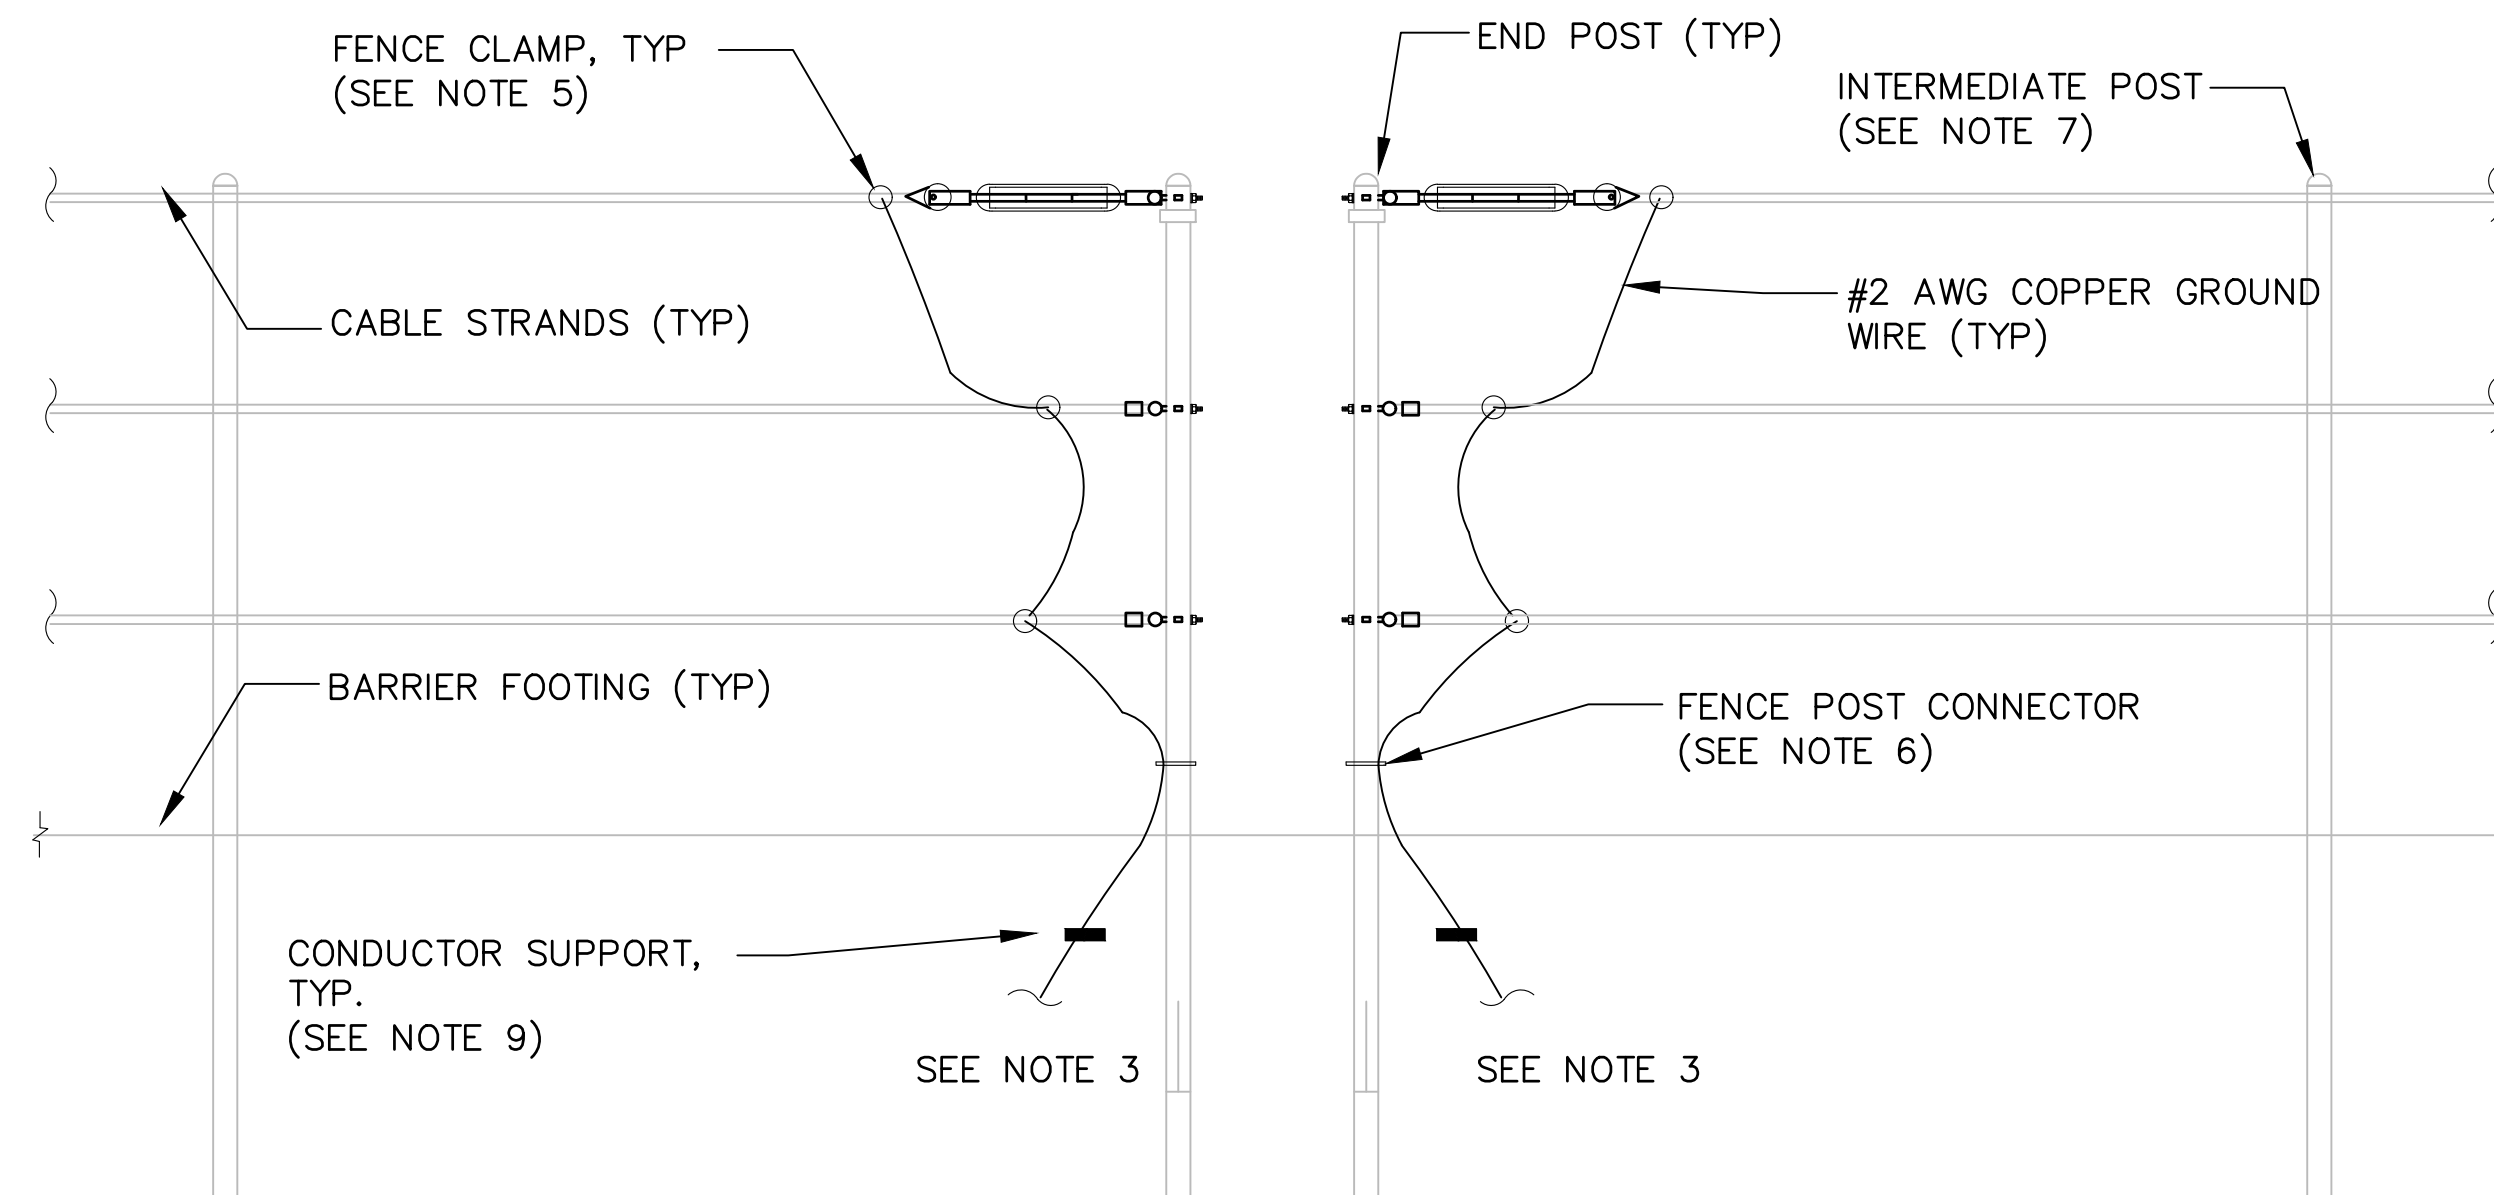 FENCE CLAMP, TYP
(SEE NOTE 5)
END POST (TYP)
INTERMEDIATE POST
(SEE NOTE 7)
CABLE STRANDS (TYP)
#2 AWG COPPER GROUND
WIRE (TYP)
BARRIER FOOTING (TYP)
FENCE POST CONNECTOR
(SEE NOTE 6)
CONDUCTOR SUPPORT,
TYP.
(SEE NOTE 9)
SEE NOTE 3
SEE NOTE 3